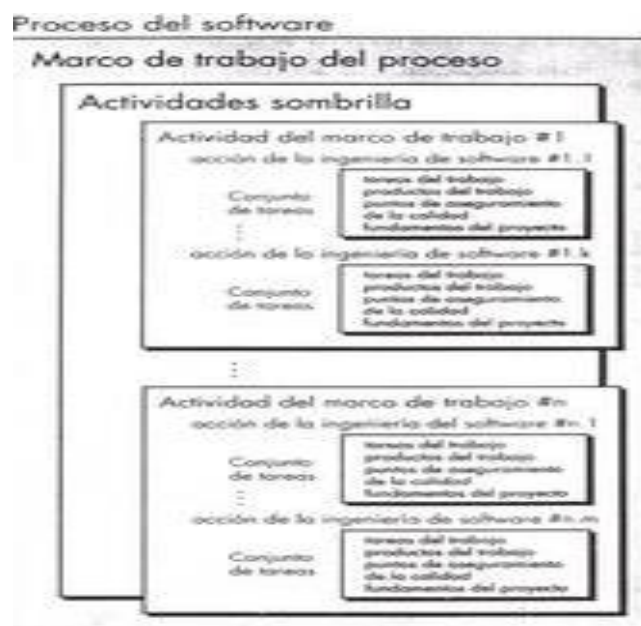 Proceso del software
Marco de trabajo del proceso
Actividades sombrilla
Actividad del marco de trabajo #1
acción de la ingeniería de software #1.1
Conjunto
de tareas
tareas del trabajo
productos del trabajo
puntos de aseguramiento
de la calidad
fundamentos del proyecto
acción de la ingeniería de software #1.k
Conjunto
de tareas
tareas del trabajo
productos del trabajo
puntos de aseguramiento
de la calidad
fundamentos del proyecto
Actividad del marco de trabajo #n
acción de la ingeniería del software #n.1
Conjunto
de tareas
tareas del trabajo
productos del trabajo
puntos de aseguramiento
de la calidad
fundamentos del proyecto
acción de la ingeniería de software #n.m
Conjunto
de tareas
tareas del trabajo
productos del trabajo
puntos de aseguramiento
de la calidad
fundamentos del proyecto